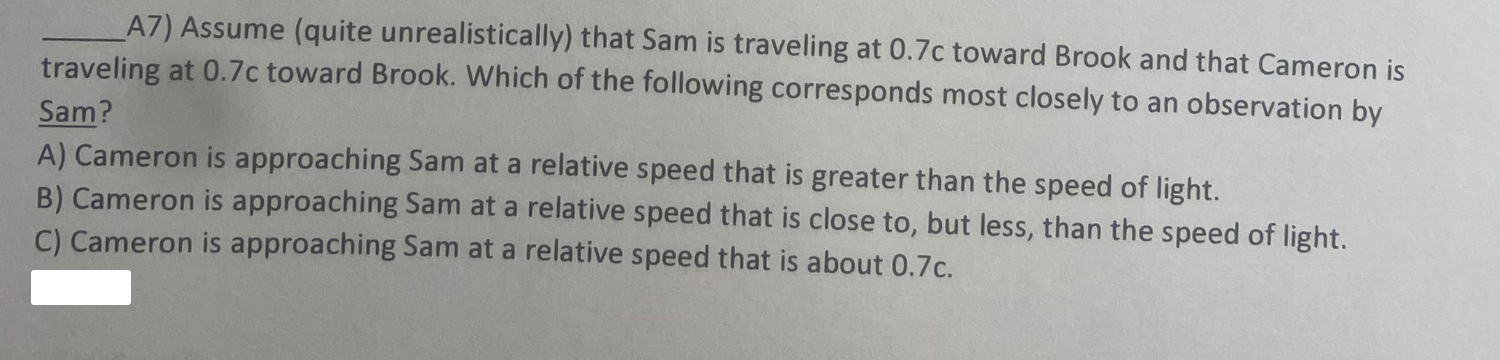 ______A7) Assume (quite unrealistically) that Sam is traveling at 0.7c toward Brook and that Cameron is
traveling at 0.7c toward Brook. Which of the following corresponds most closely to an observation by
Sam?
A) Cameron is approaching Sam at a relative speed that is greater than the speed of light.
B) Cameron is approaching Sam at a relative speed that is close to, but less, than the speed of light.
C) Cameron is approaching Sam at a relative speed that is about 0.7c.